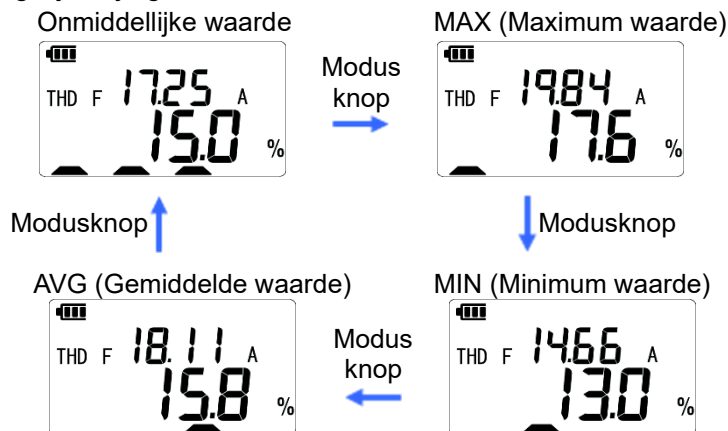 Onmiddellijke waarde
THD F 17.25 A
15.0 %
Modus
knop
MAX (Maximum waarde)
THD F 19.84 A
17.6 %
Modusknop
Modusknop
AVG (Gemiddelde waarde)
THD F 18.11 A
15.8 %
Modus
knop
MIN (Minimum waarde)
THD F 14.66 A
13.0 %